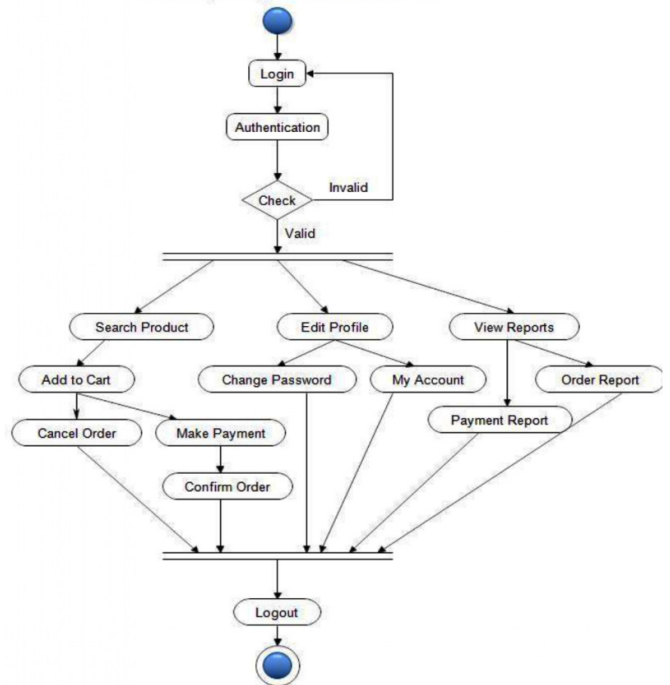 Login
Authentication
Check
Invalid
Valid
Search Product
Edit Profile
View Reports
Add to Cart
Change Password
My Account
Order Report
Cancel Order
Make Payment
Payment Report
Confirm Order
Logout